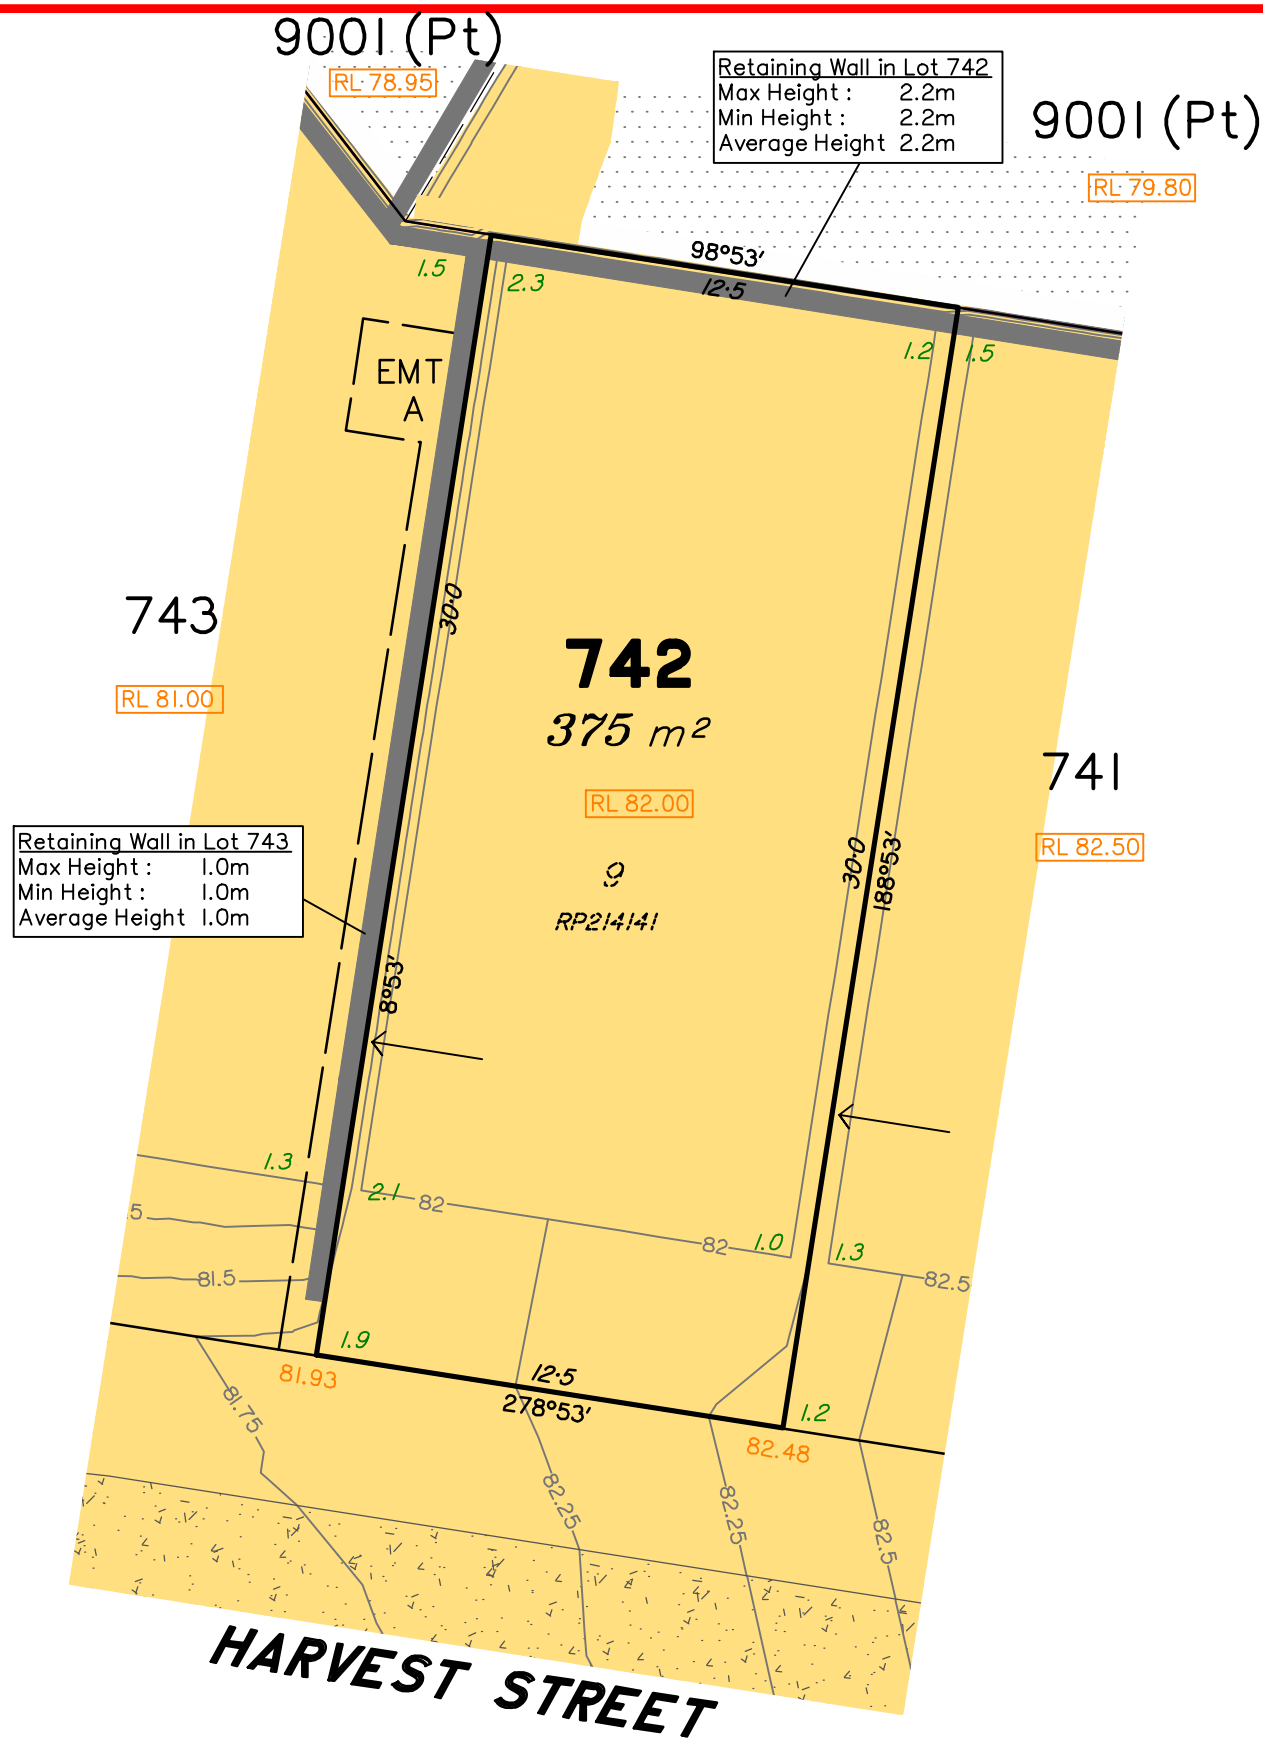 9001 (Pt)
RL 78.95
Retaining Wall in Lot 742
Max Height : 2.2m
Min Height : 2.2m
Average Height 2.2m
9001 (Pt)
RL 79.80
98°53'
12·5
1.5
2.3
1.2
1.5
EMT
A
30·0
743
RL 81.00
742
375 m²
RL 82.00
9
RP214141
741
RL 82.50
30·0
188°53'
Retaining Wall in Lot 743
Max Height : 1.0m
Min Height : 1.0m
Average Height 1.0m
8°53'
1.3
2.1
82
82
1.0
1.3
82.5
5
81.5
1.9
81.93
12·5
278°53'
1.2
82.48
81.75
82.25
82.25
82.5
HARVEST STREET